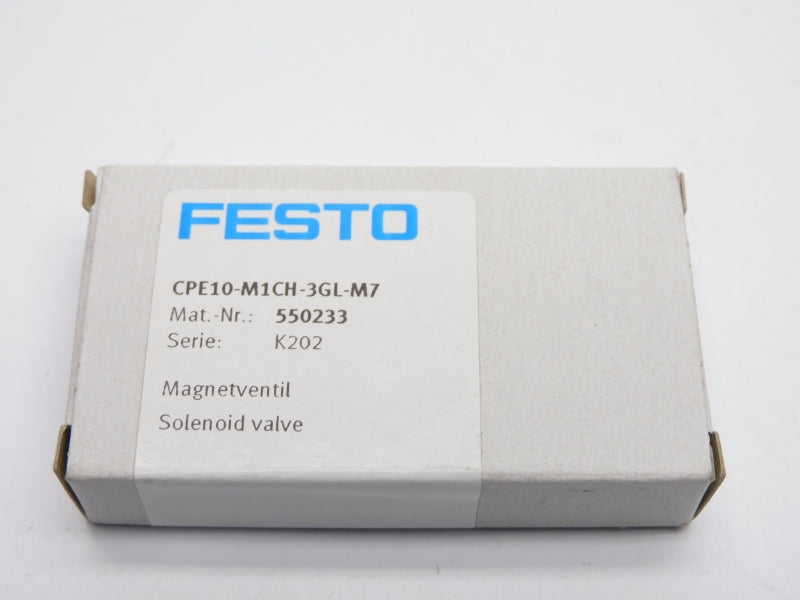 FESTO
CPE10-M1CH-3GL-M7
Mat.-Nr.: 550233
Serie: K202
Magnetventil
Solenoid valve